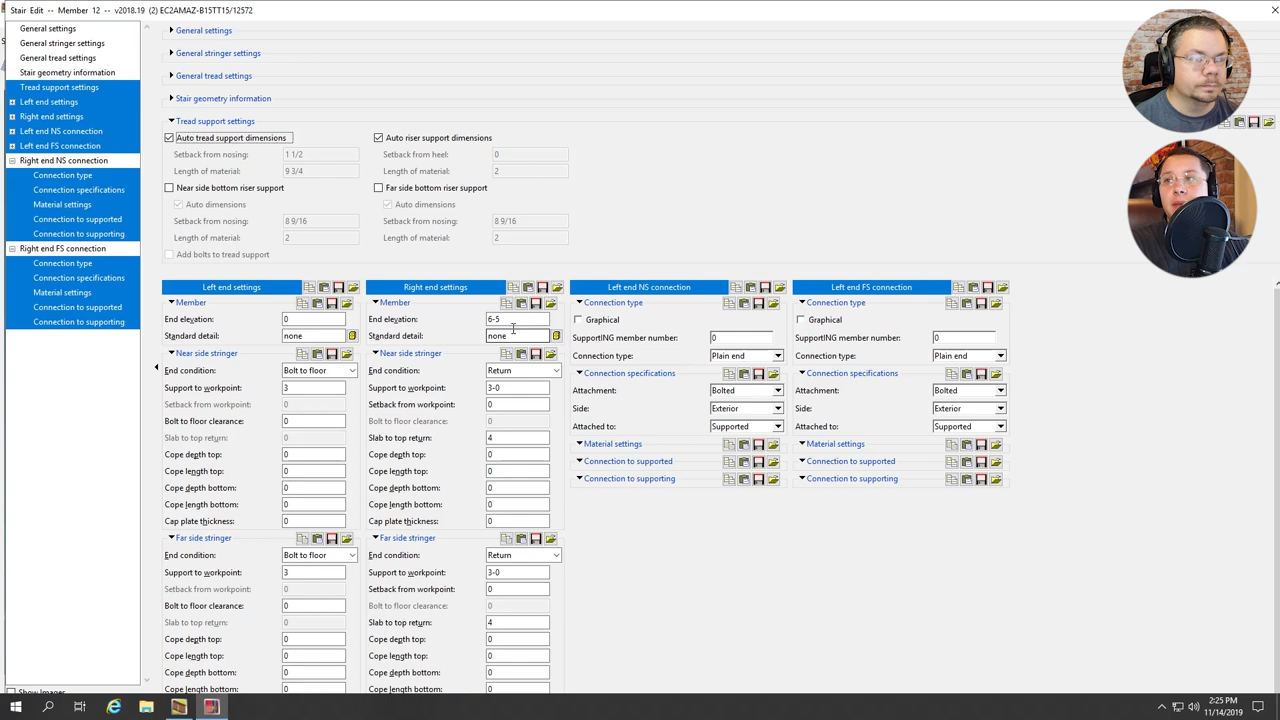 Stair Edit -- Member 12 -- v2018.19 (2) EC2AMAZ-B15TT15/12572
General settings
General stringer settings
General tread settings
Stair geometry information
Tread support settings
Left end settings
Right end settings
Left end NS connection
Left end FS connection
Right end NS connection
Connection type
Connection specifications
Material settings
Connection to supported
Connection to supporting
Right end FS connection
Connection type
Connection specifications
Material settings
Connection to supported
Connection to supporting
General settings
General stringer settings
General tread settings
Stair geometry information
Tread support settings
Auto tread support dimensions
Auto riser support dimensions
Setback from nosing: 1 1/2
Setback from heel: 0
Length of material: 9 3/4
Length of material: 2
Near side bottom riser support
Far side bottom riser support
Auto dimensions
Auto dimensions
Setback from nosing: 8 9/16
Setback from nosing: 8 9/16
Length of material: 2
Length of material: 2
Add bolts to tread support
Left end settings
Member
End elevation: 0
Standard detail: none
Near side stringer
End condition: Bolt to floor
Support to workpoint: 3
Setback from workpoint: 0
Bolt to floor clearance: 0
Slab to top return: 0
Cope depth top: 0
Cope length top: 0
Cope depth bottom: 0
Cope length bottom: 0
Cap plate thickness: 0
Far side stringer
End condition: Bolt to floor
Support to workpoint: 3
Setback from workpoint: 0
Bolt to floor clearance: 0
Slab to top return: 0
Cope depth top: 0
Cope length top: 0
Cope depth bottom: 0
Cope length bottom: 0
Right end settings
Member
End elevation: 6-5
Standard detail: none
Near side stringer
End condition: Return
Support to workpoint: 3-0
Setback from workpoint: 0
Bolt to floor clearance: 0
Slab to top return: 4
Cope depth top: 0
Cope length top: 0
Cope depth bottom: 0
Cope length bottom: 0
Cap plate thickness: 0
Far side stringer
End condition: Return
Support to workpoint: 3-0
Setback from workpoint: 0
Bolt to floor clearance: 0
Slab to top return: 4
Cope depth top: 0
Cope length top: 0
Cope depth bottom: 0
Cope length bottom: 0
Left end NS connection
Connection type
Graphical
SupportING member number: 0
Connection type: Plain end
Connection specifications
Attachment: Bolted
Side: Exterior
Attached to: Supported
Material settings
Connection to supported
Connection to supporting
Left end FS connection
Connection type
Graphical
SupportING member number: 0
Connection type: Plain end
Connection specifications
Attachment: Bolted
Side: Exterior
Attached to: Supported
Material settings
Connection to supported
Connection to supporting
Show Images
2:25 PM
11/14/2019